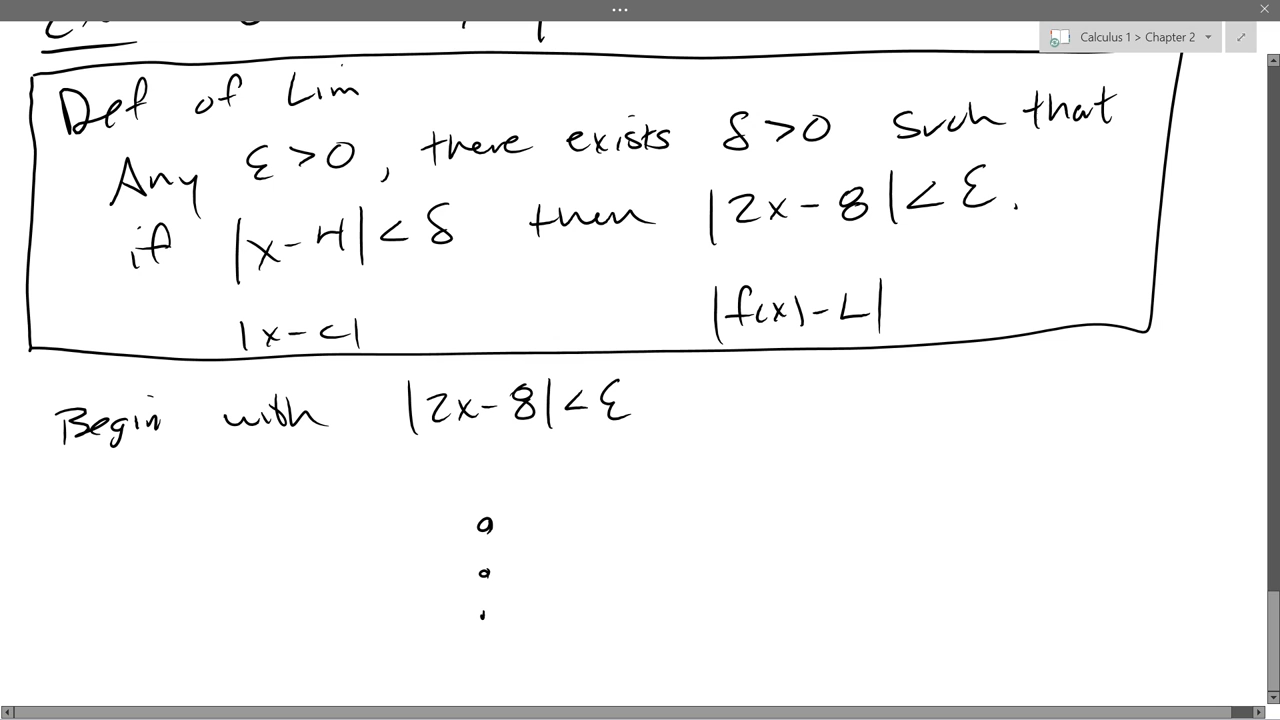 Calculus 1 > Chapter 2
Def of Lim
Any ε>0, there exists δ>0 such that
if |x-4|<δ then |2x-8|<ε.
|x-c| |f(x)-L|
Begin with |2x-8|<ε